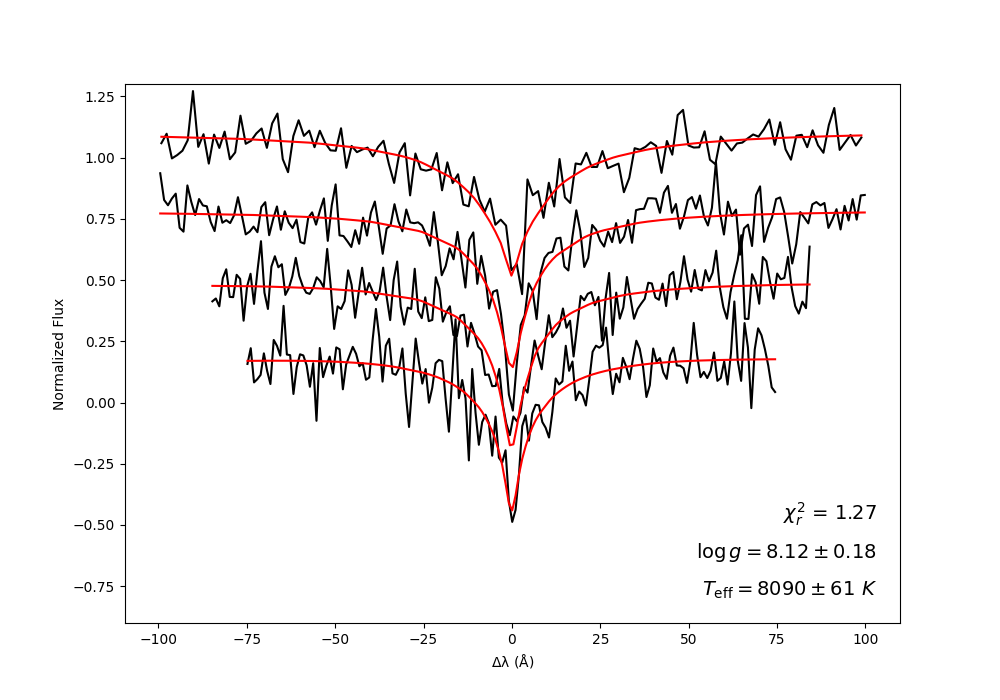 1.25
1.00
0.75
0.50
0.25
0.00
−0.25
−0.50
−0.75
Normalized Flux
χ²ᵣ = 1.27
log g = 8.12 ± 0.18
T_eff = 8090 ± 61 K
−100 −75 −50 −25 0 25 50 75 100
Δλ (Å)